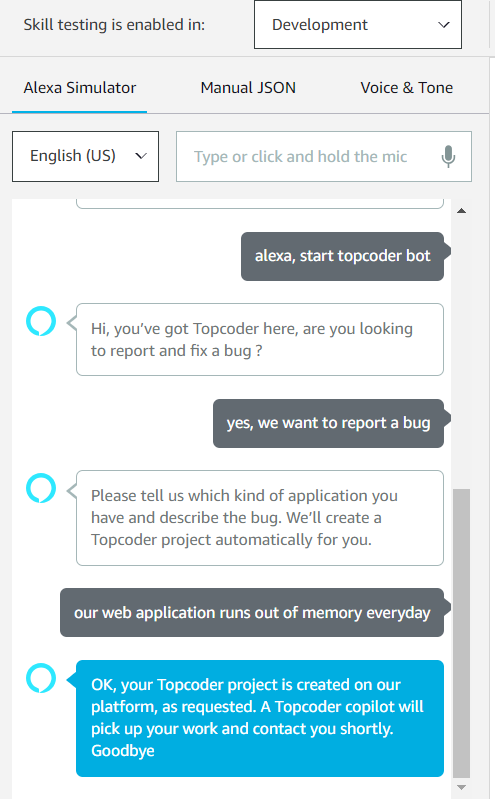 Skill testing is enabled in: Development
Alexa Simulator Manual JSON Voice & Tone
English (US) Type or click and hold the mic
alexa, start topcoder bot
Hi, you’ve got Topcoder here, are you looking
to report and fix a bug ?
yes, we want to report a bug
Please tell us which kind of application you
have and describe the bug. We’ll create a
Topcoder project automatically for you.
our web application runs out of memory everyday
OK, your Topcoder project is created on our
platform, as requested. A Topcoder copilot will
pick up your work and contact you shortly.
Goodbye